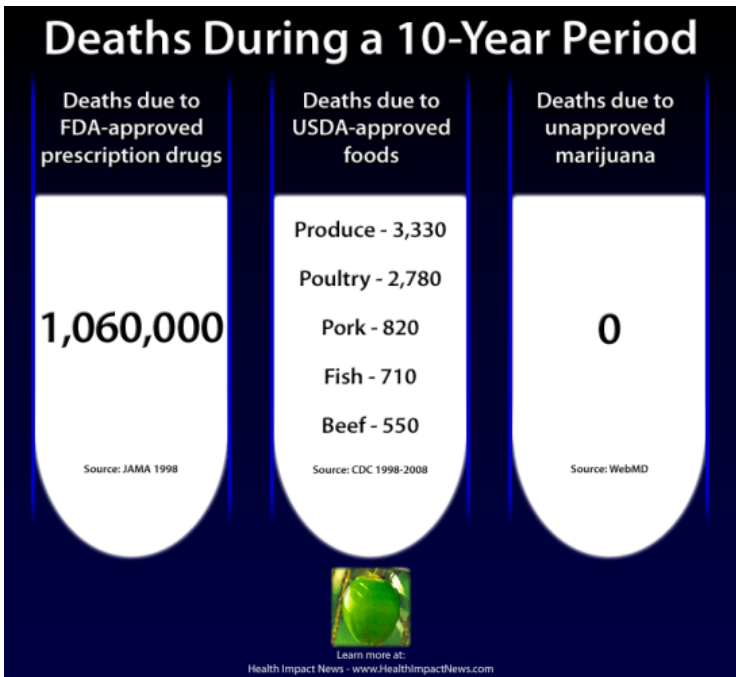 Deaths During a 10-Year Period
Deaths due to
FDA-approved
prescription drugs
1,060,000
Source: JAMA 1998
Deaths due to
USDA-approved
foods
Produce - 3,330
Poultry - 2,780
Pork - 820
Fish - 710
Beef - 550
Source: CDC 1998-2008
Deaths due to
unapproved
marijuana
0
Source: WebMD
Learn more at:
Health Impact News - www.HealthImpactNews.com